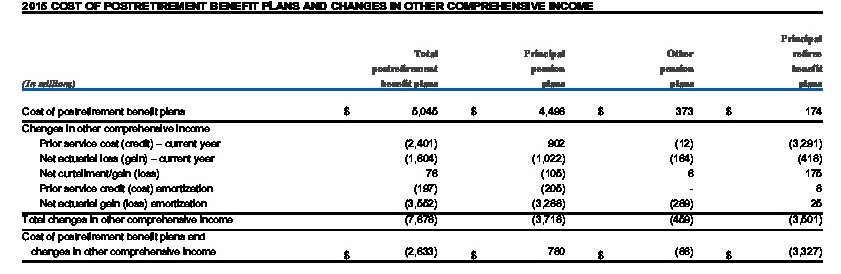 2015 COST OF POSTRETIREMENT BENEFIT PLANS AND CHANGES IN OTHER COMPREHENSIVE INCOME
Principal
Total Principal Other retiree
postretirement pension pension benefit
(In millions) benefit plans plans plans plans
Cost of postretirement benefit plans $ 5,045 $ 4,498 $ 373 $ 174
Changes in other comprehensive income
Prior service cost (credit) – current year (2,401) 902 (12) (3,291)
Net actuarial loss (gain) – current year (1,604) (1,022) (164) (418)
Net curtailment/gain (loss) 76 (105) 6 175
Prior service credit (cost) amortization (197) (205) - 8
Net actuarial gain (loss) amortization (3,552) (3,288) (289) 25
Total changes in other comprehensive income (7,678) (3,718) (459) (3,501)
Cost of postretirement benefit plans and
changes in other comprehensive income $ (2,633) $ 780 $ (86) $ (3,327)